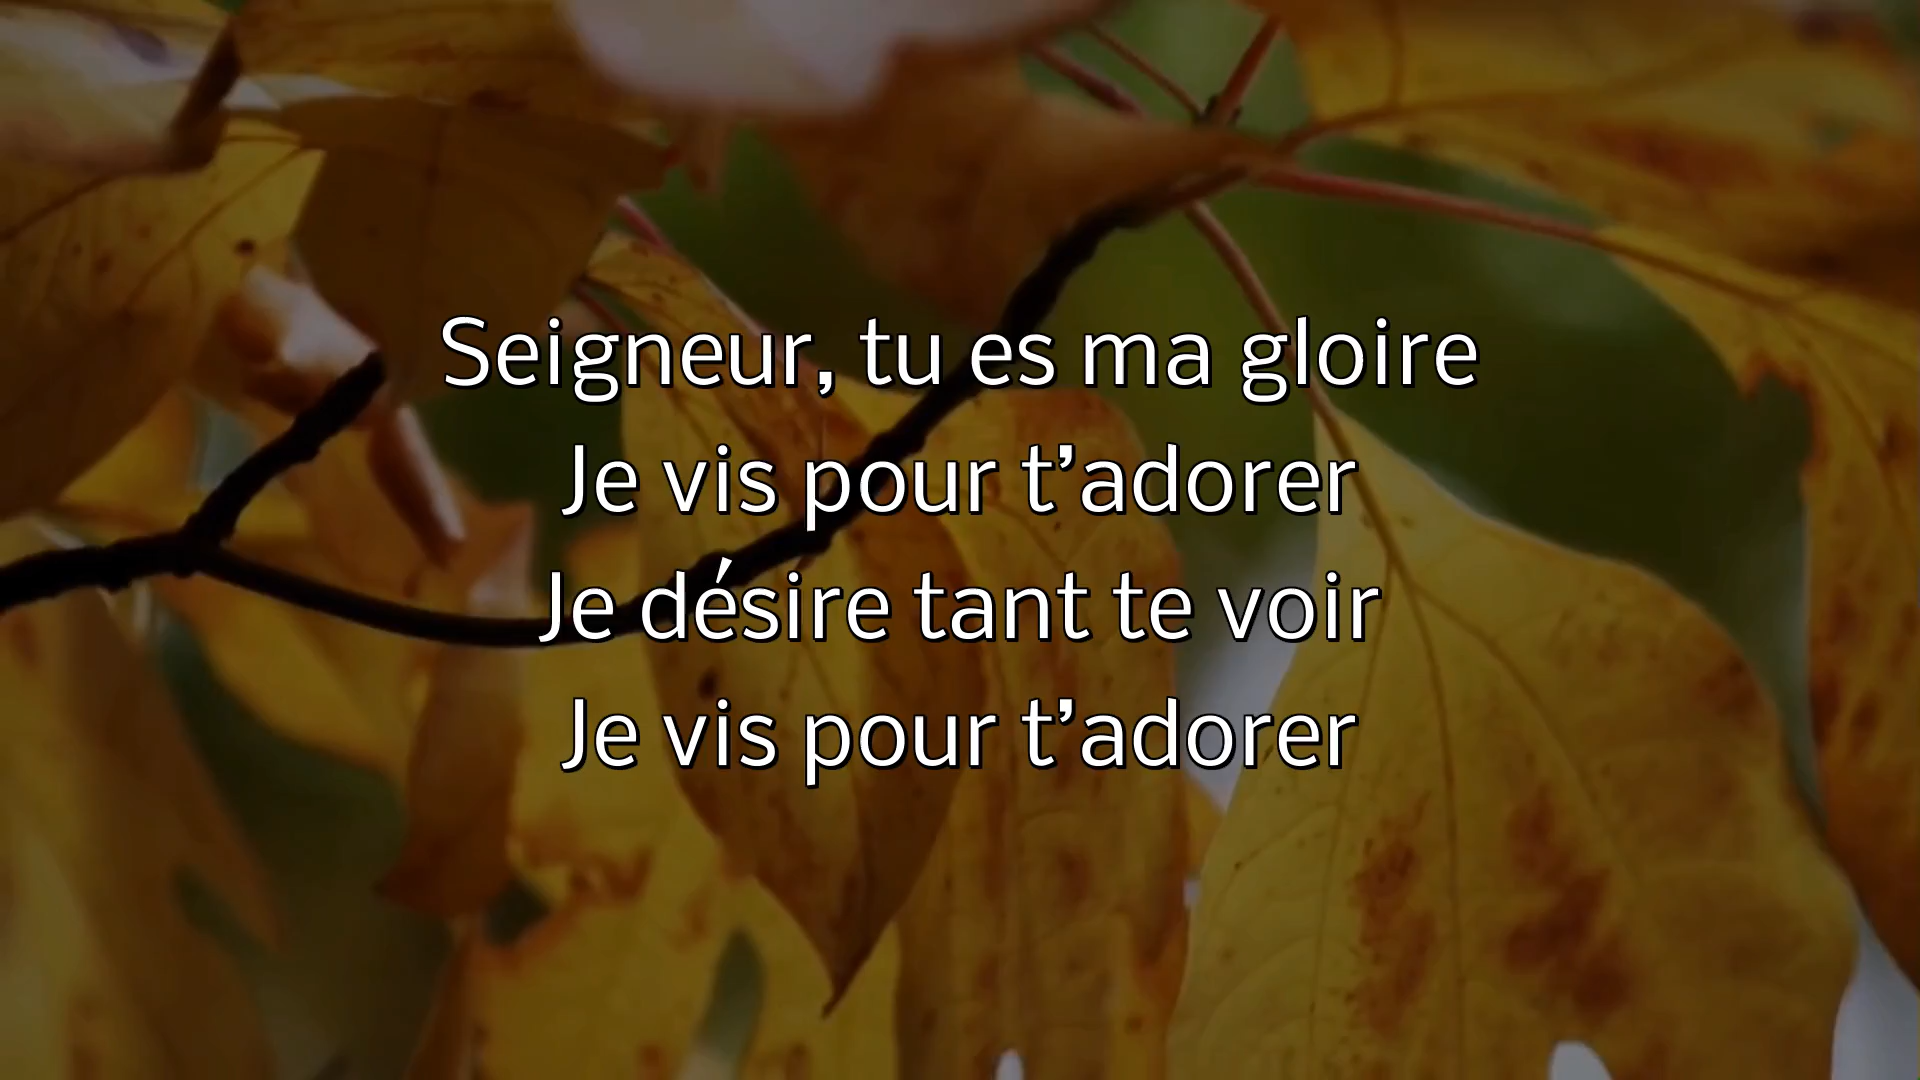 Seigneur, tu es ma gloire
Je vis pour t’adorer
Je désire tant te voir
Je vis pour t’adorer